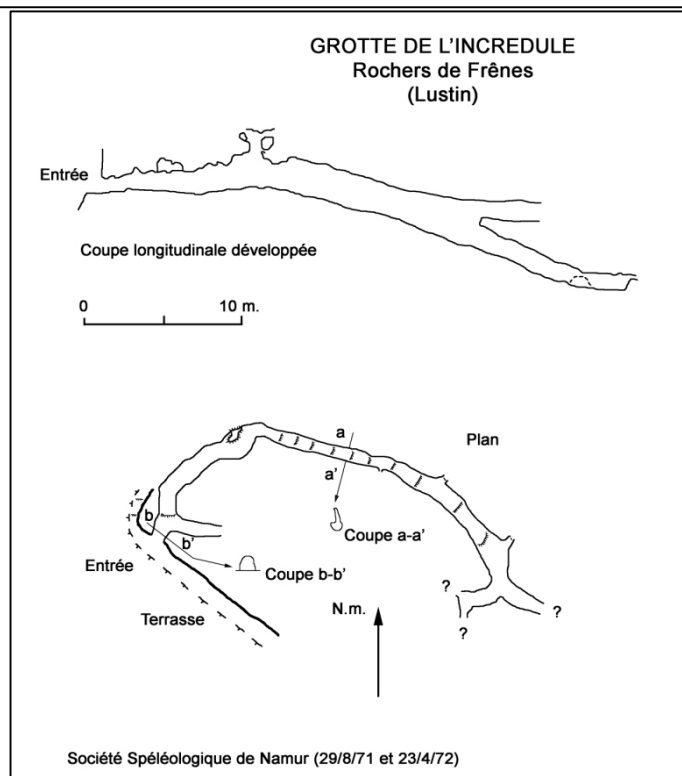 GROTTE DE L'INCREDULE
Rochers de Frênes
(Lustin)
Entrée
Coupe longitudinale développée
0 10 m.
a
Plan
a'
Coupe a-a'
b
b'
Entrée
Coupe b-b'
Terrasse
N.m.
?
?
?
Société Spéléologique de Namur (29/8/71 et 23/4/72)